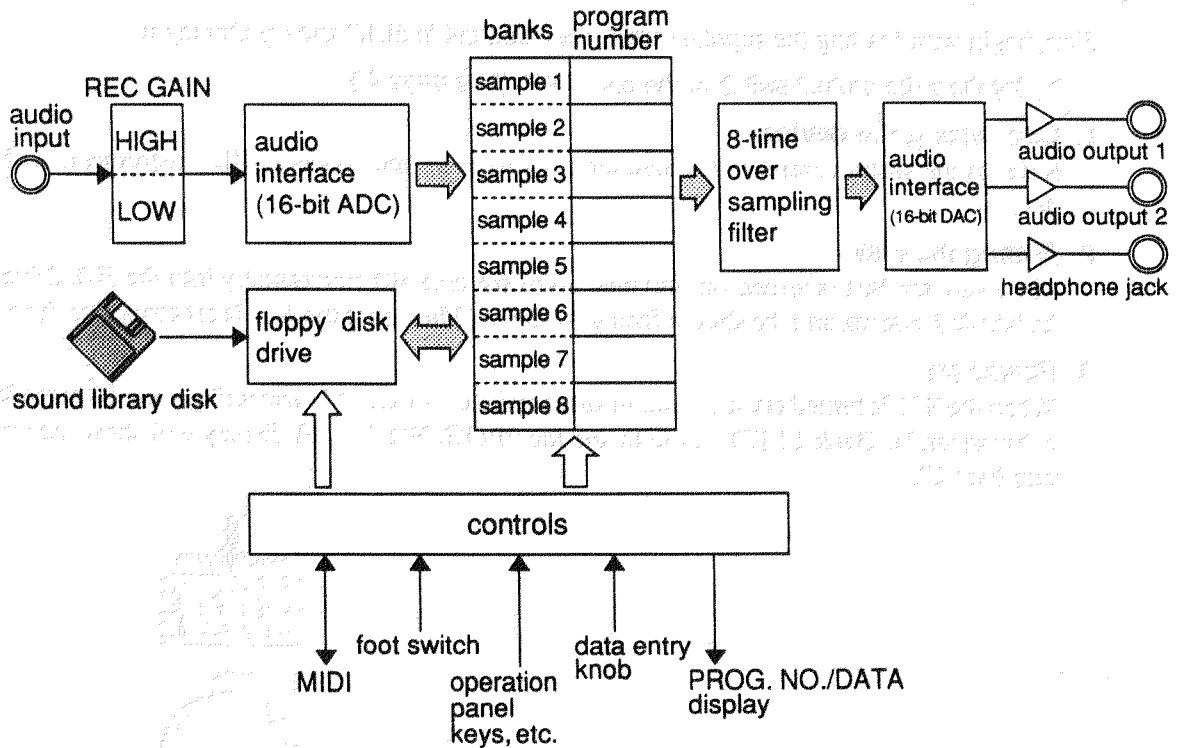 banks
program
number
sample 1
sample 2
sample 3
sample 4
sample 5
sample 6
sample 7
sample 8
audio
input
REC GAIN
HIGH
LOW
audio
interface
(16-bit ADC)
8-time
over
sampling
filter
audio
interface
(16-bit DAC)
audio output 1
audio output 2
headphone jack
floppy disk
drive
sound library disk
controls
MIDI
foot switch
operation
panel
keys, etc.
data entry
knob
PROG. NO./DATA
display